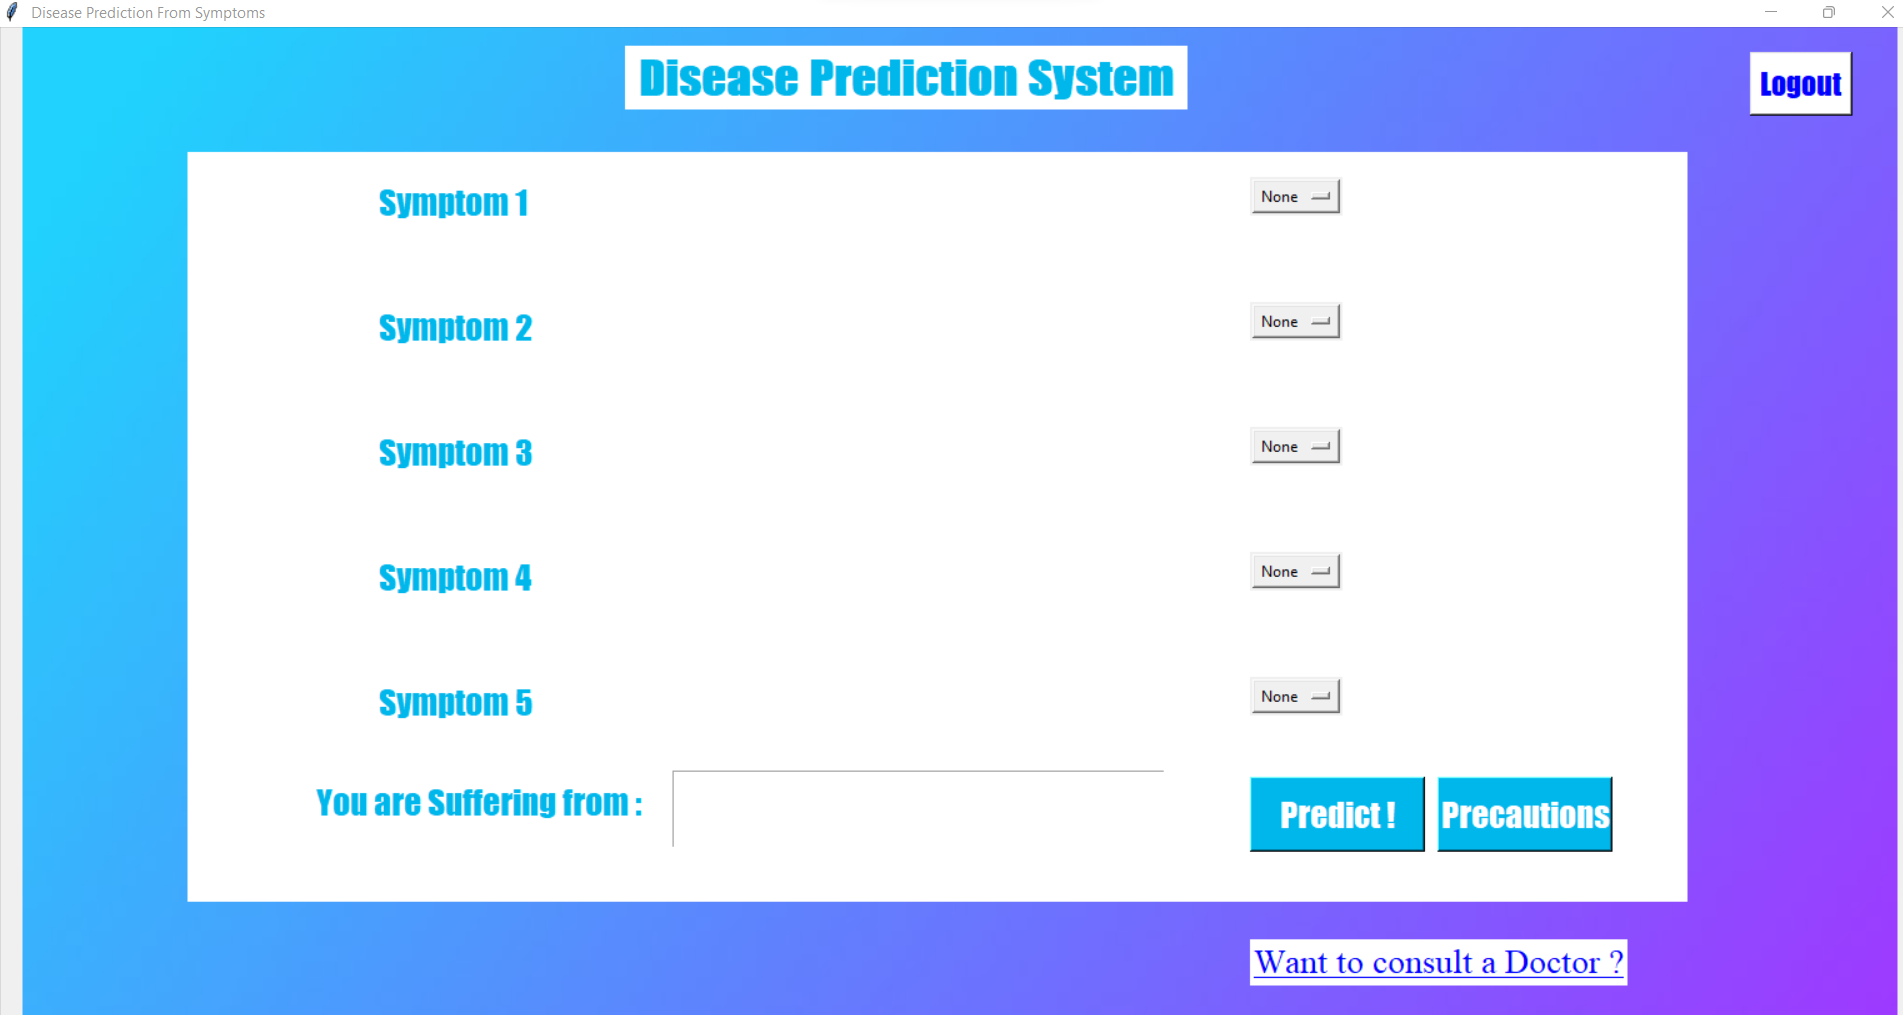 Disease Prediction From Symptoms
Disease Prediction System
Logout
Symptom 1
None
Symptom 2
None
Symptom 3
None
Symptom 4
None
Symptom 5
None
You are Suffering from :
Predict !
Precautions
Want to consult a Doctor ?